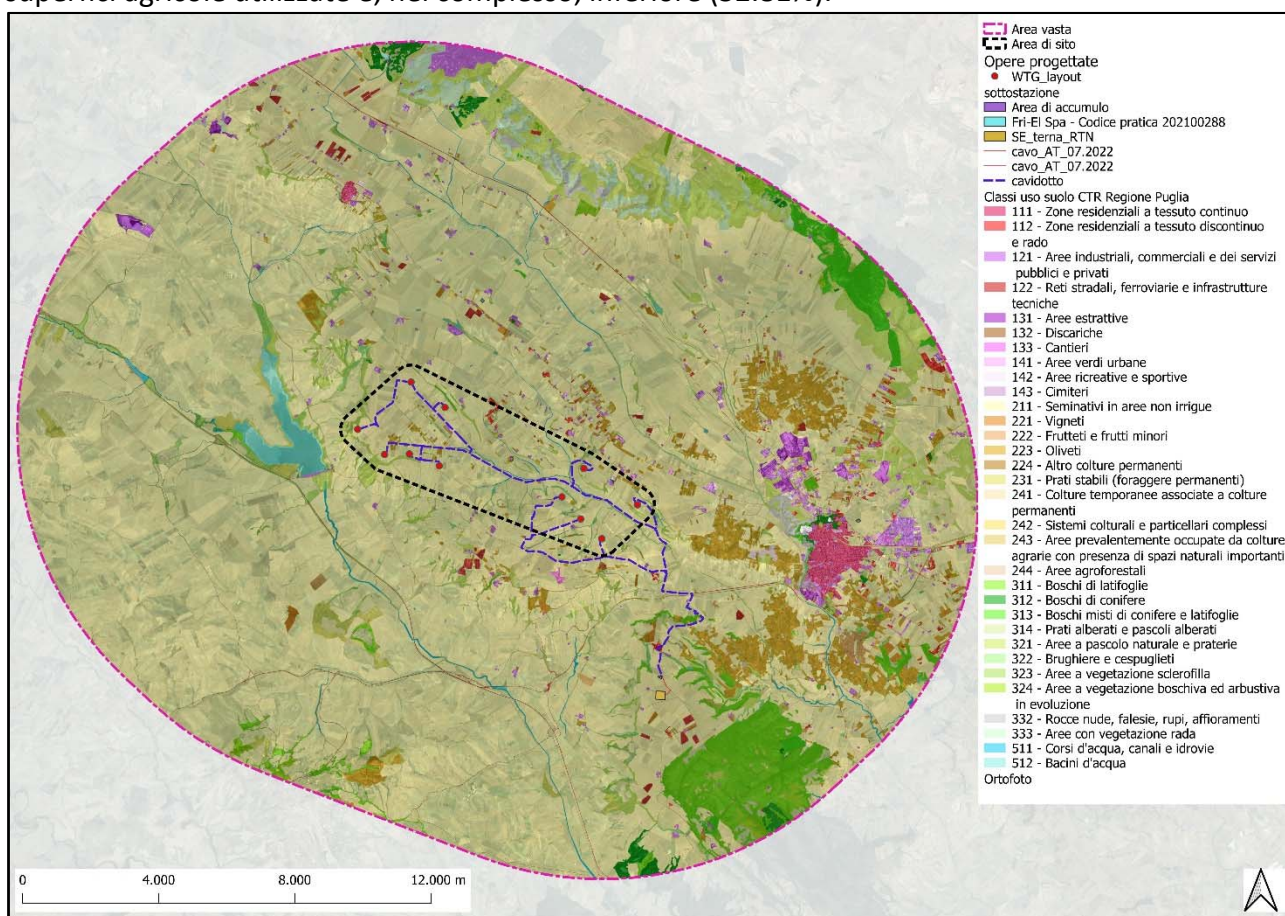 Area vasta
Area di sito
Opere progettate
WTG_layout
sottostazione
Area di accumulo
Fri-El Spa - Codice pratica 202100288
SE_terna_RTN
cavo_AT_07.2022
cavo_AT_07.2022
cavidotto
Classi uso suolo CTR Regione Puglia
111 - Zone residenziali a tessuto continuo
112 - Zone residenziali a tessuto discontinuo
e rado
121 - Aree industriali, commerciali e dei servizi
pubblici e privati
122 - Reti stradali, ferroviarie e infrastrutture
tecniche
131 - Aree estrattive
132 - Discariche
133 - Cantieri
141 - Aree verdi urbane
142 - Aree ricreative e sportive
143 - Cimiteri
211 - Seminativi in aree non irrigue
221 - Vigneti
222 - Frutteti e frutti minori
223 - Oliveti
224 - Altro colture permanenti
231 - Prati stabili (foraggere permanenti)
241 - Colture temporanee associate a colture
permanenti
242 - Sistemi colturali e particellari complessi
243 - Aree prevalentemente occupate da colture
agrarie con presenza di spazi naturali importanti
244 - Aree agroforestali
311 - Boschi di latifoglie
312 - Boschi di conifere
313 - Boschi misti di conifere e latifoglie
314 - Prati alberati e pascoli alberati
321 - Aree a pascolo naturale e praterie
322 - Brughiere e cespuglieti
323 - Aree a vegetazione sclerofilla
324 - Aree a vegetazione boschiva ed arbustiva
in evoluzione
332 - Rocce nude, falesie, rupi, affioramenti
333 - Aree con vegetazione rada
511 - Corsi d'acqua, canali e idrovie
512 - Bacini d'acqua
Ortofoto
0 4.000 8.000 12.000 m